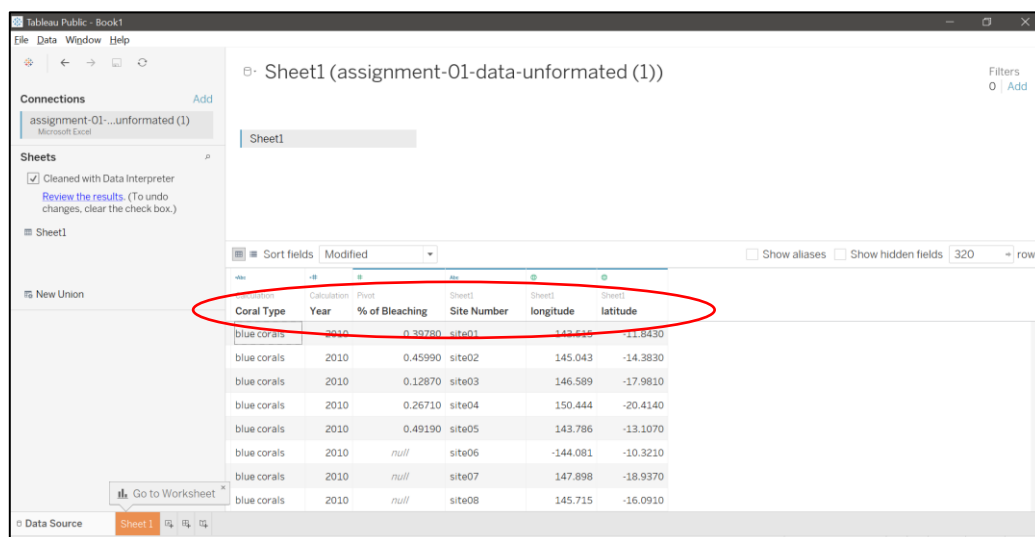 Tableau Public - Book1
File Data Window Help
Connections Add
assignment-01-...unformated (1)
Microsoft Excel
Sheets
Cleaned with Data Interpreter
Review the results. (To undo
changes, clear the check box.)
Sheet1
New Union
Sheet1 (assignment-01-data-unformated (1))
Filters
0 Add
Sheet1
Sort fields Modified Show aliases Show hidden fields 320 row
Abc # # Abc
Calculation Calculation Pivot Sheet1 Sheet1 Sheet1
Coral Type Year % of Bleaching Site Number longitude latitude
blue corals 2010 0.39780 site01 143.515 -11.8430
blue corals 2010 0.45990 site02 145.043 -14.3830
blue corals 2010 0.12870 site03 146.589 -17.9810
blue corals 2010 0.26710 site04 150.444 -20.4140
blue corals 2010 0.49190 site05 143.786 -13.1070
blue corals 2010 null site06 -144.081 -10.3210
blue corals 2010 null site07 147.898 -18.9370
blue corals 2010 null site08 145.715 -16.0910
Go to Worksheet
Data Source Sheet 1